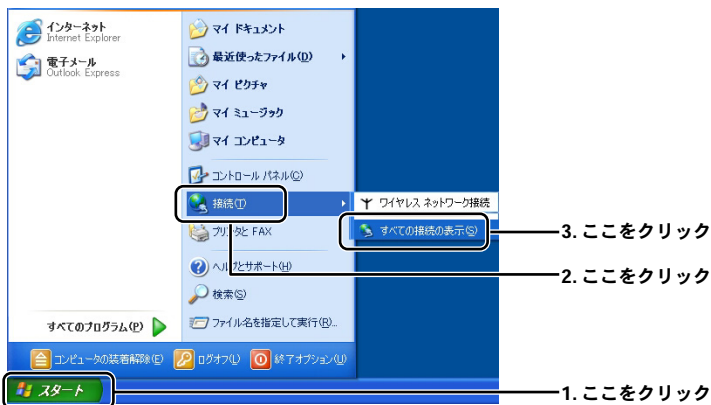 インターネット
Internet Explorer
電子メール
Outlook Express
すべてのプログラム(P)
マイ ドキュメント
最近使ったファイル(D)
マイ ピクチャ
マイ ミュージック
マイ コンピュータ
コントロール パネル(C)
接続(T)
プリンタと FAX
ヘルプとサポート(H)
検索(S)
ファイル名を指定して実行(R)...
ワイヤレス ネットワーク接続
すべての接続の表示(S)
3. ここをクリック
2. ここをクリック
コンピュータの装着解除(E)
ログオフ(L)
終了オプション(U)
スタート
1. ここをクリック